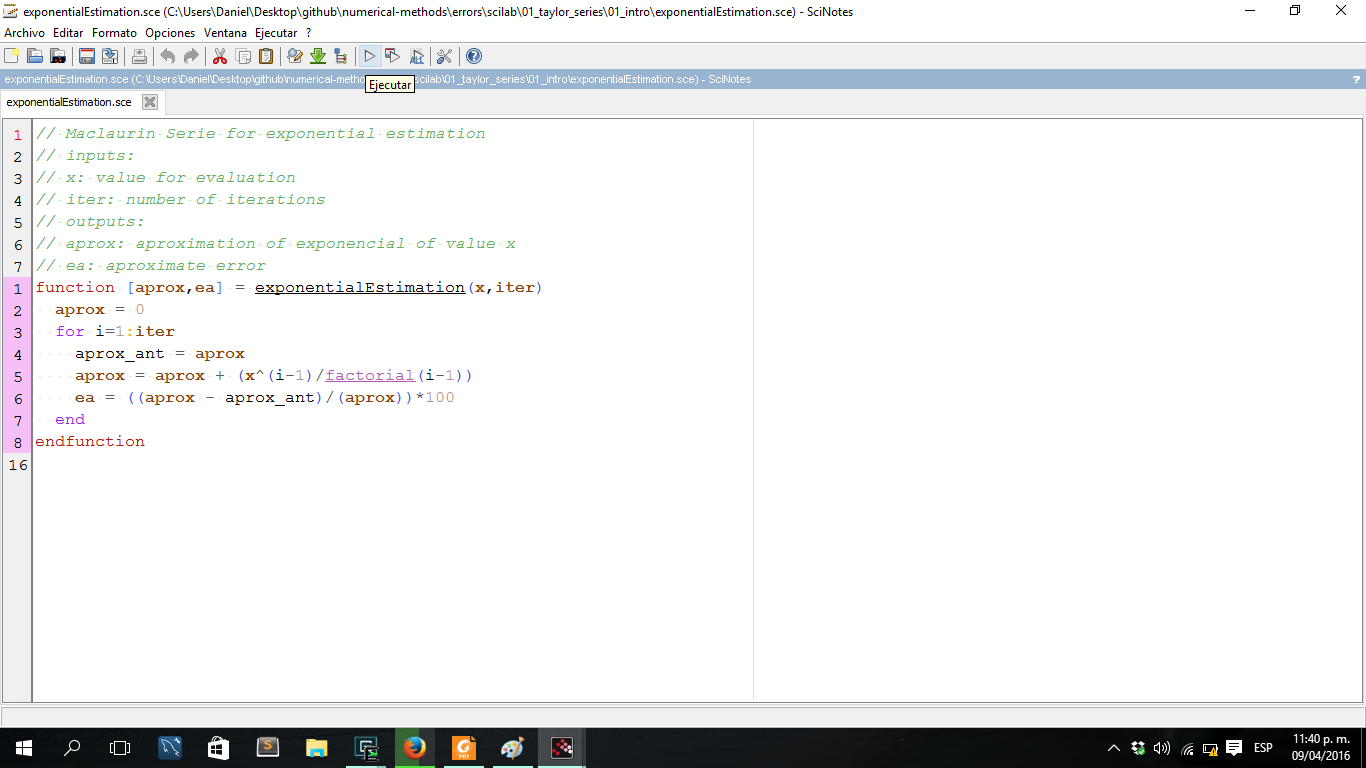 exponentialEstimation.sce (C:\Users\Daniel\Desktop\github\numerical-methods\errors\scilab\01_taylor_series\01_intro\exponentialEstimation.sce) - SciNotes
Archivo Editar Formato Opciones Ventana Ejecutar ?
exponentialEstimation.sce (C:\Users\Daniel\Desktop\github\numerical-metho scilab\01_taylor_series\01_intro\exponentialEstimation.sce) - SciNotes ?
Ejecutar
exponentialEstimation.sce
1 // Maclaurin Serie for exponential estimation
2 // inputs:
3 // x: value for evaluation
4 // iter: number of iterations
5 // outputs:
6 // aprox: aproximation of exponencial of value x
7 // ea: aproximate error
1 function [aprox,ea] = exponentialEstimation(x,iter)
2 aprox = 0
3 for i=1:iter
4 aprox_ant = aprox
5 aprox = aprox + (x^(i-1)/factorial(i-1))
6 ea = ((aprox - aprox_ant)/(aprox))*100
7 end
8 endfunction
16
S
G
PDF
ESP
11:40 p. m.
09/04/2016